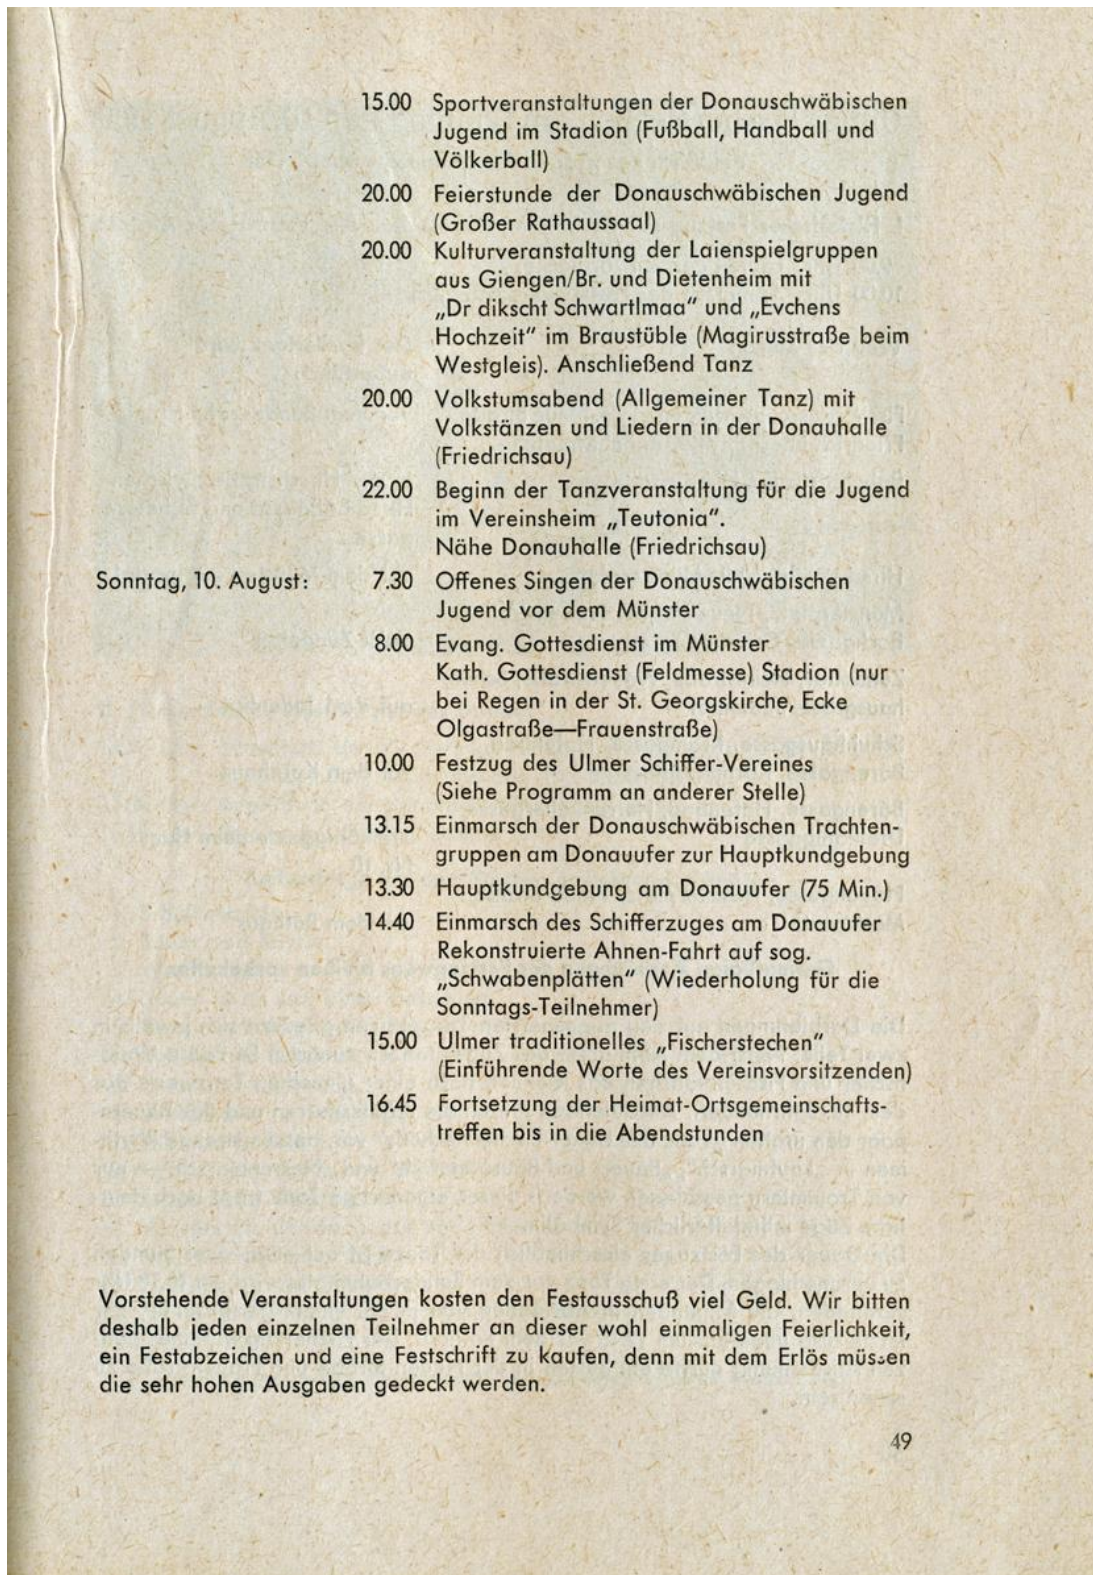 15.00 Sportveranstaltungen der Donauschwäbischen
Jugend im Stadion (Fußball, Handball und
Völkerball)
20.00 Feierstunde der Donauschwäbischen Jugend
(Großer Rathaussaal)
20.00 Kulturveranstaltung der Laienspielgruppen
aus Giengen/Br. und Dietenheim mit
„Dr dikscht Schwartlmaa" und „Evchens
Hochzeit" im Braustüble (Magirusstraße beim
Westgleis). Anschließend Tanz
20.00 Volkstumsabend (Allgemeiner Tanz) mit
Volkstänzen und Liedern in der Donauhalle
(Friedrichsau)
22.00 Beginn der Tanzveranstaltung für die Jugend
im Vereinsheim „Teutonia".
Nähe Donauhalle (Friedrichsau)
Sonntag, 10. August: 7.30 Offenes Singen der Donauschwäbischen
Jugend vor dem Münster
8.00 Evang. Gottesdienst im Münster
Kath. Gottesdienst (Feldmesse) Stadion (nur
bei Regen in der St. Georgskirche, Ecke
Olgastraße—Frauenstraße)
10.00 Festzug des Ulmer Schiffer-Vereines
(Siehe Programm an anderer Stelle)
13.15 Einmarsch der Donauschwäbischen Trachten-
gruppen am Donauufer zur Hauptkundgebung
13.30 Hauptkundgebung am Donauufer (75 Min.)
14.40 Einmarsch des Schifferzuges am Donauufer
Rekonstruierte Ahnen-Fahrt auf sog.
„Schwabenplätten" (Wiederholung für die
Sonntags-Teilnehmer)
15.00 Ulmer traditionelles „Fischerstechen"
(Einführende Worte des Vereinsvorsitzenden)
16.45 Fortsetzung der Heimat-Ortsgemeinschafts-
treffen bis in die Abendstunden
Vorstehende Veranstaltungen kosten den Festausschuß viel Geld. Wir bitten
deshalb jeden einzelnen Teilnehmer an dieser wohl einmaligen Feierlichkeit,
ein Festabzeichen und eine Festschrift zu kaufen, denn mit dem Erlös müssen
die sehr hohen Ausgaben gedeckt werden.
49